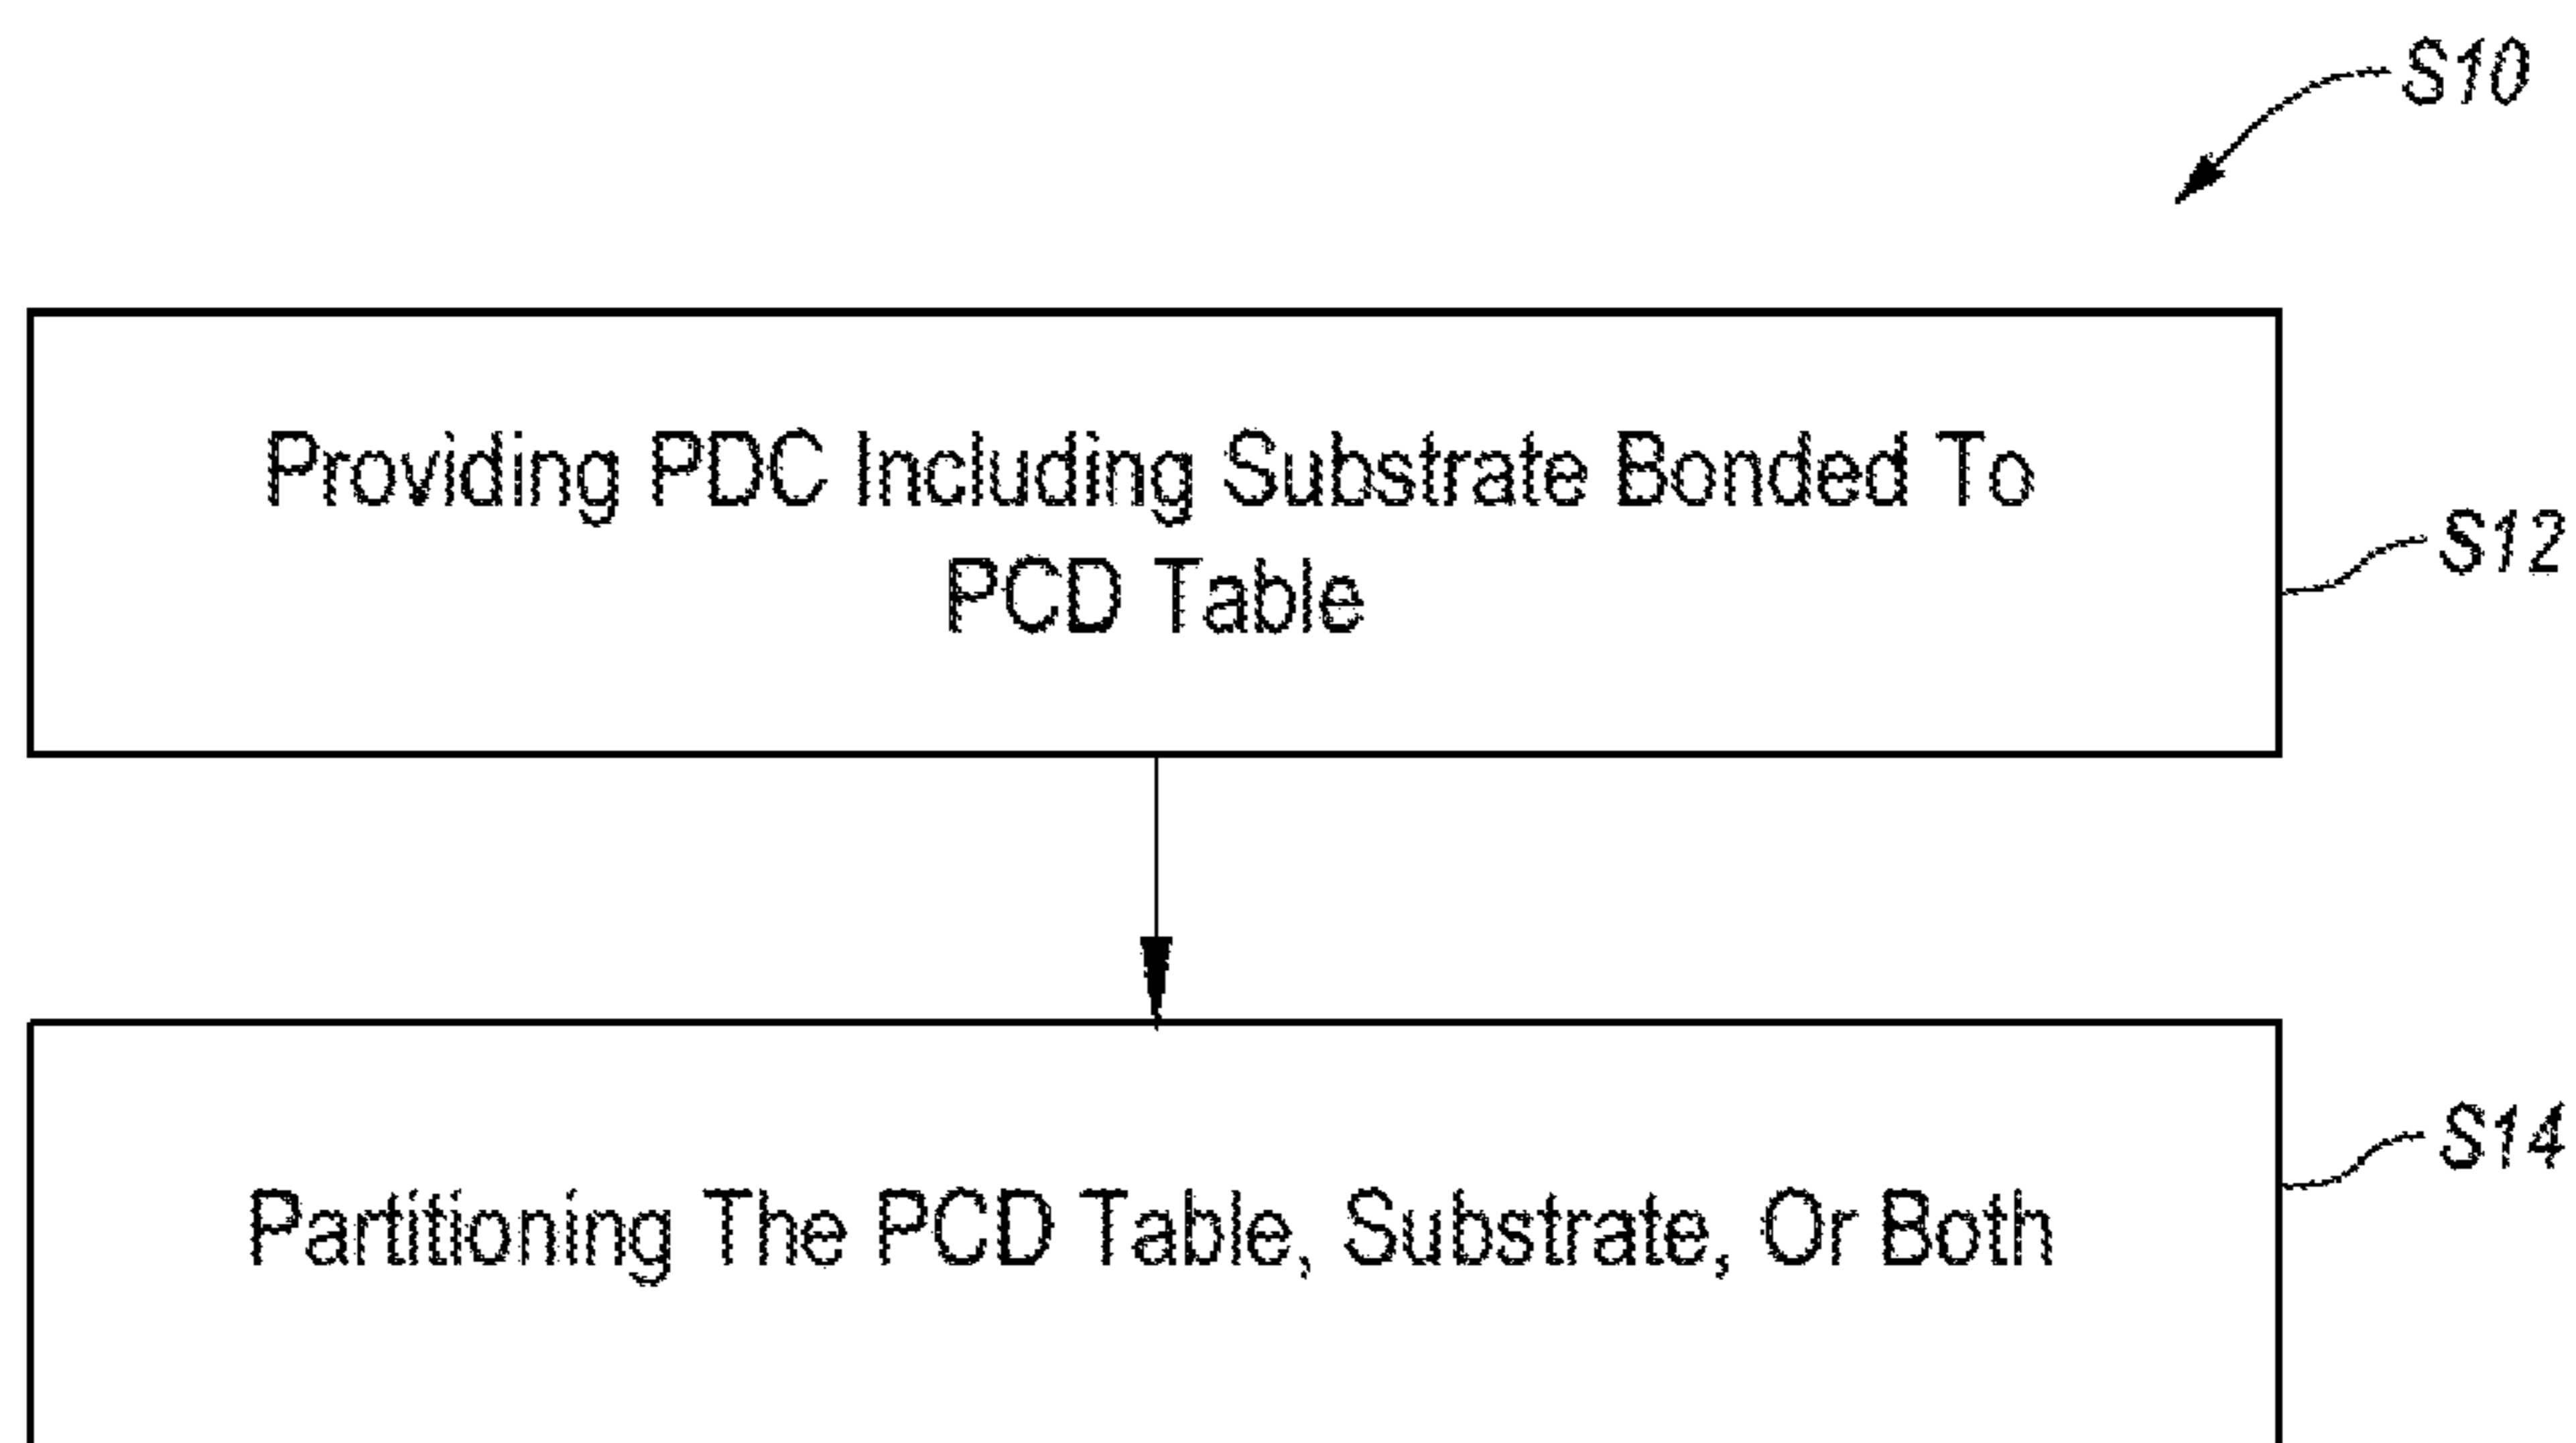 S10
Providing PDC Including Substrate Bonded To
PCD Table
S12
S14
Partitioning The PCD Table, Substrate, Or Both